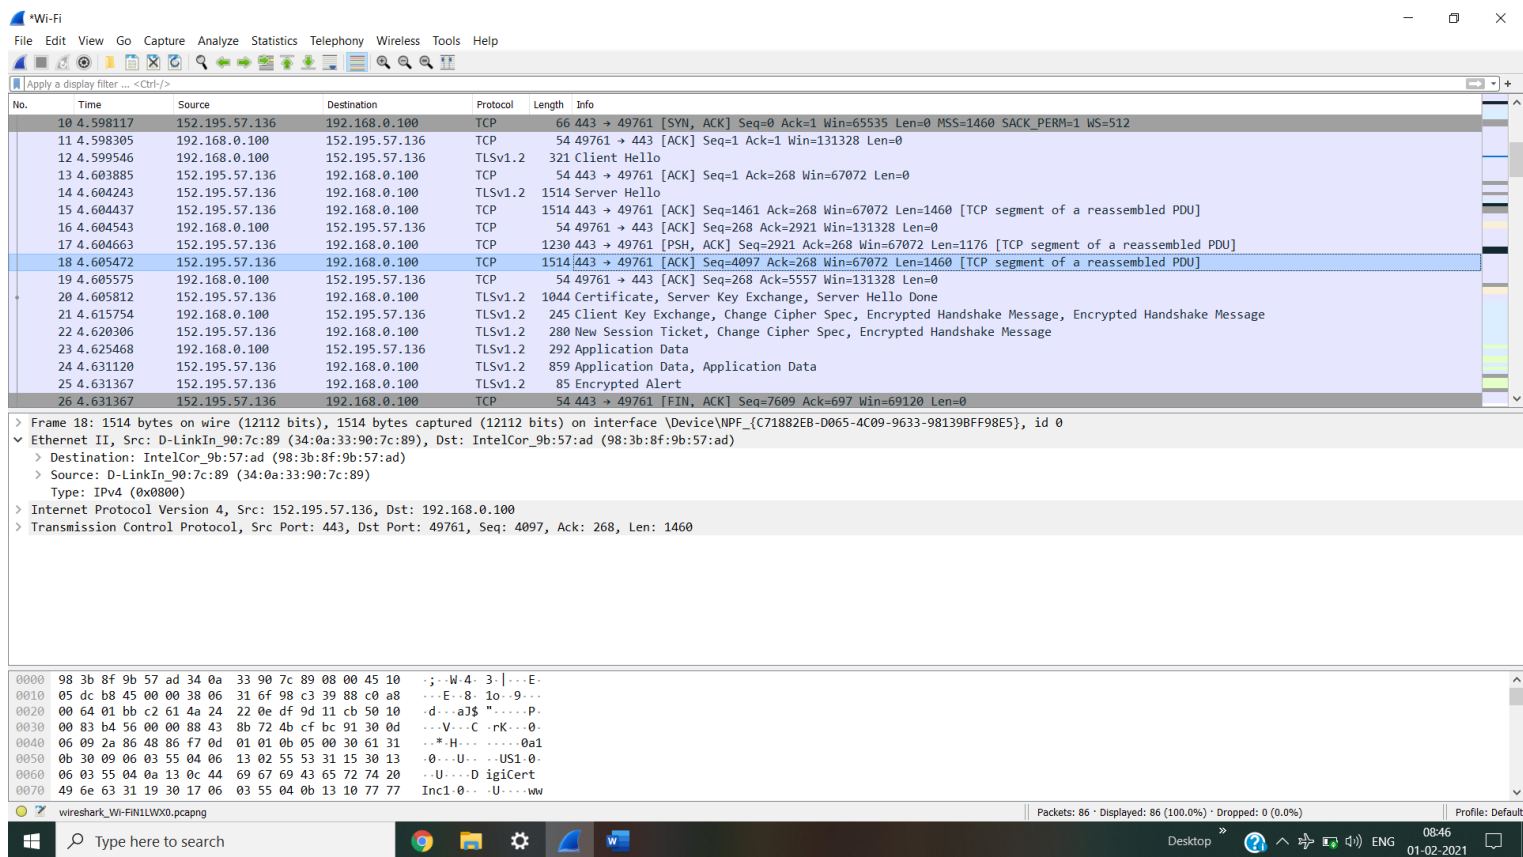 *Wi-Fi
File Edit View Go Capture Analyze Statistics Telephony Wireless Tools Help
Apply a display filter ... <Ctrl-/>
+
No. Time Source Destination Protocol Length Info
10 4.598117 152.195.57.136 192.168.0.100 TCP 66 443 → 49761 [SYN, ACK] Seq=0 Ack=1 Win=65535 Len=0 MSS=1460 SACK_PERM=1 WS=512
11 4.598305 192.168.0.100 152.195.57.136 TCP 54 49761 → 443 [ACK] Seq=1 Ack=1 Win=131328 Len=0
12 4.599546 192.168.0.100 152.195.57.136 TLSv1.2 321 Client Hello
13 4.603885 152.195.57.136 192.168.0.100 TCP 54 443 → 49761 [ACK] Seq=1 Ack=268 Win=67072 Len=0
14 4.604243 152.195.57.136 192.168.0.100 TLSv1.2 1514 Server Hello
15 4.604437 152.195.57.136 192.168.0.100 TCP 1514 443 → 49761 [ACK] Seq=1461 Ack=268 Win=67072 Len=1460 [TCP segment of a reassembled PDU]
16 4.604543 192.168.0.100 152.195.57.136 TCP 54 49761 → 443 [ACK] Seq=268 Ack=2921 Win=131328 Len=0
17 4.604663 152.195.57.136 192.168.0.100 TCP 1230 443 → 49761 [PSH, ACK] Seq=2921 Ack=268 Win=67072 Len=1176 [TCP segment of a reassembled PDU]
18 4.605472 152.195.57.136 192.168.0.100 TCP 1514 443 → 49761 [ACK] Seq=4097 Ack=268 Win=67072 Len=1460 [TCP segment of a reassembled PDU]
19 4.605575 192.168.0.100 152.195.57.136 TCP 54 49761 → 443 [ACK] Seq=268 Ack=5557 Win=131328 Len=0
20 4.605812 152.195.57.136 192.168.0.100 TLSv1.2 1044 Certificate, Server Key Exchange, Server Hello Done
21 4.615754 192.168.0.100 152.195.57.136 TLSv1.2 245 Client Key Exchange, Change Cipher Spec, Encrypted Handshake Message, Encrypted Handshake Message
22 4.620306 152.195.57.136 192.168.0.100 TLSv1.2 280 New Session Ticket, Change Cipher Spec, Encrypted Handshake Message
23 4.625468 192.168.0.100 152.195.57.136 TLSv1.2 292 Application Data
24 4.631120 152.195.57.136 192.168.0.100 TLSv1.2 859 Application Data, Application Data
25 4.631367 152.195.57.136 192.168.0.100 TLSv1.2 85 Encrypted Alert
26 4.631367 152.195.57.136 192.168.0.100 TCP 54 443 → 49761 [FIN, ACK] Seq=7609 Ack=697 Win=69120 Len=0
Frame 18: 1514 bytes on wire (12112 bits), 1514 bytes captured (12112 bits) on interface \Device\NPF_{C71882EB-D065-4C09-9633-98139BFF98E5}, id 0
Ethernet II, Src: D-LinkIn_90:7c:89 (34:0a:33:90:7c:89), Dst: IntelCor_9b:57:ad (98:3b:8f:9b:57:ad)
Destination: IntelCor_9b:57:ad (98:3b:8f:9b:57:ad)
Source: D-LinkIn_90:7c:89 (34:0a:33:90:7c:89)
Type: IPv4 (0x0800)
Internet Protocol Version 4, Src: 152.195.57.136, Dst: 192.168.0.100
Transmission Control Protocol, Src Port: 443, Dst Port: 49761, Seq: 4097, Ack: 268, Len: 1460
0000 98 3b 8f 9b 57 ad 34 0a 33 90 7c 89 08 00 45 10 ·;··W·4· 3·|···E·
0010 05 dc b8 45 00 00 38 06 31 6f 98 c3 39 88 c0 a8 ···E··8· 1o··9···
0020 00 64 01 bb c2 61 4a 24 22 0e df 9d 11 cb 50 10 ·d···aJ$ "·····P·
0030 00 83 b4 56 00 00 88 43 8b 72 4b cf bc 91 30 0d ···V···C ·rK···0·
0040 06 09 2a 86 48 86 f7 0d 01 01 0b 05 00 30 61 31 ··*·H··· ·····0a1
0050 0b 30 09 06 03 55 04 06 13 02 55 53 31 15 30 13 ·0···U·· ··US1·0·
0060 06 03 55 04 0a 13 0c 44 69 67 69 43 65 72 74 20 ··U····D igiCert
0070 49 6e 63 31 19 30 17 06 03 55 04 0b 13 10 77 77 Inc1·0·· ·U····ww
wireshark_Wi-FiN1LWX0.pcapng Packets: 86 · Displayed: 86 (100.0%) · Dropped: 0 (0.0%) Profile: Default
Type here to search
Desktop » ENG 08:46
01-02-2021